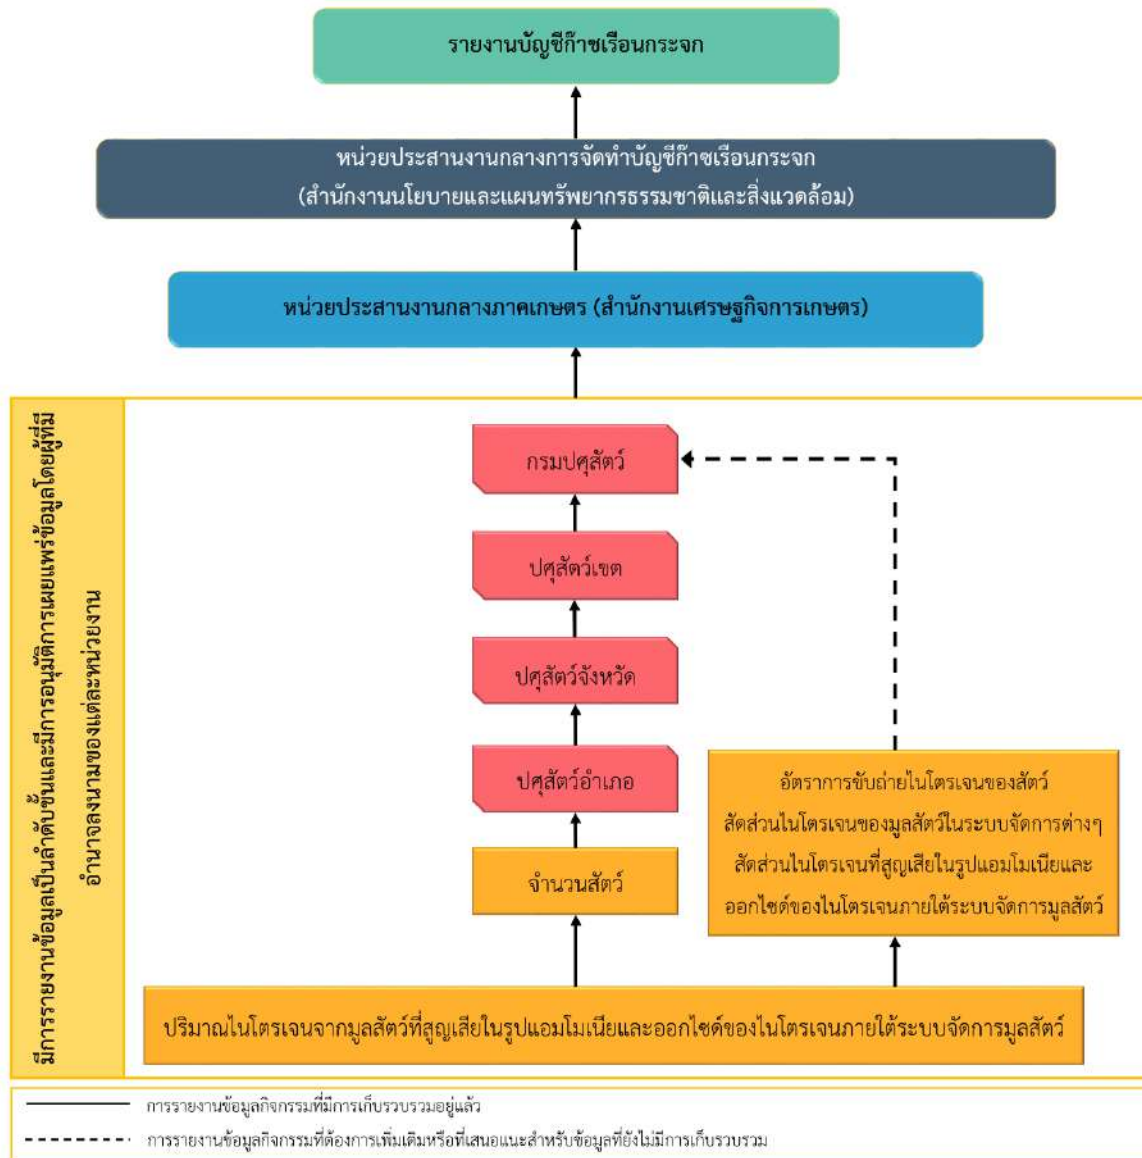 รายงานบัญชีก๊าซเรือนกระจก
หน่วยประสานงานกลางการจัดทำบัญชีก๊าซเรือนกระจก
(สำนักงานนโยบายและแผนทรัพยากรธรรมชาติและสิ่งแวดล้อม)
หน่วยประสานงานกลางภาคเกษตร (สำนักงานเศรษฐกิจการเกษตร)
มีการรายงานข้อมูลเป็นลำดับขั้นและมีการอนุมัติการเผยแพร่ข้อมูลโดยผู้ที่มี
อำนาจลงนามของแต่ละหน่วยงาน
กรมปศุสัตว์
ปศุสัตว์เขต
ปศุสัตว์จังหวัด
ปศุสัตว์อำเภอ
จำนวนสัตว์
อัตราการขับถ่ายไนโตรเจนของสัตว์
สัดส่วนไนโตรเจนของมูลสัตว์ในระบบจัดการต่างๆ
สัดส่วนไนโตรเจนที่สูญเสียในรูปแอมโมเนียและ
ออกไซด์ของไนโตรเจนภายใต้ระบบจัดการมูลสัตว์
ปริมาณไนโตรเจนจากมูลสัตว์ที่สูญเสียในรูปแอมโมเนียและออกไซด์ของไนโตรเจนภายใต้ระบบจัดการมูลสัตว์
การรายงานข้อมูลกิจกรรมที่มีการเก็บรวบรวมอยู่แล้ว
การรายงานข้อมูลกิจกรรมที่ต้องการเพิ่มเติมหรือที่เสนอแนะสำหรับข้อมูลที่ยังไม่มีการเก็บรวบรวม